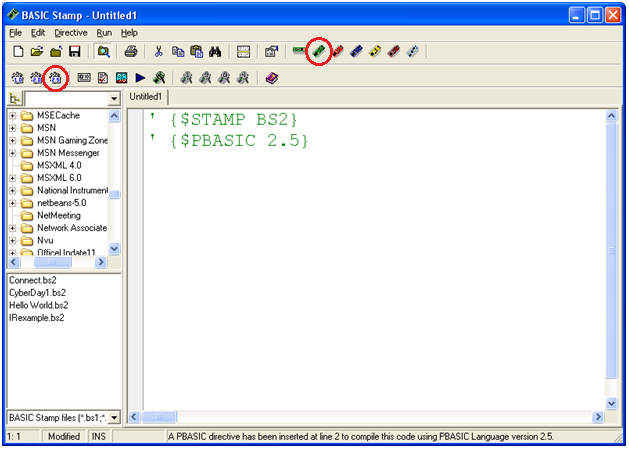 BASIC Stamp - Untitled1
File Edit Directive Run Help
Untitled1
MSECache
MSN
MSN Gaming Zone
MSN Messenger
MSXML 4.0
MSXML 6.0
National Instrument
netbeans-5.0
NetMeeting
Network Associate
Nvu
OfficeUpdate11
' {$STAMP BS2}
' {$PBASIC 2.5}
Connect.bs2
CyberDay1.bs2
Hello World.bs2
IRexample.bs2
BASIC Stamp files (*.bs1;*.
1: 1 Modified INS A PBASIC directive has been inserted at line 2 to compile this code using PBASIC Language version 2.5.